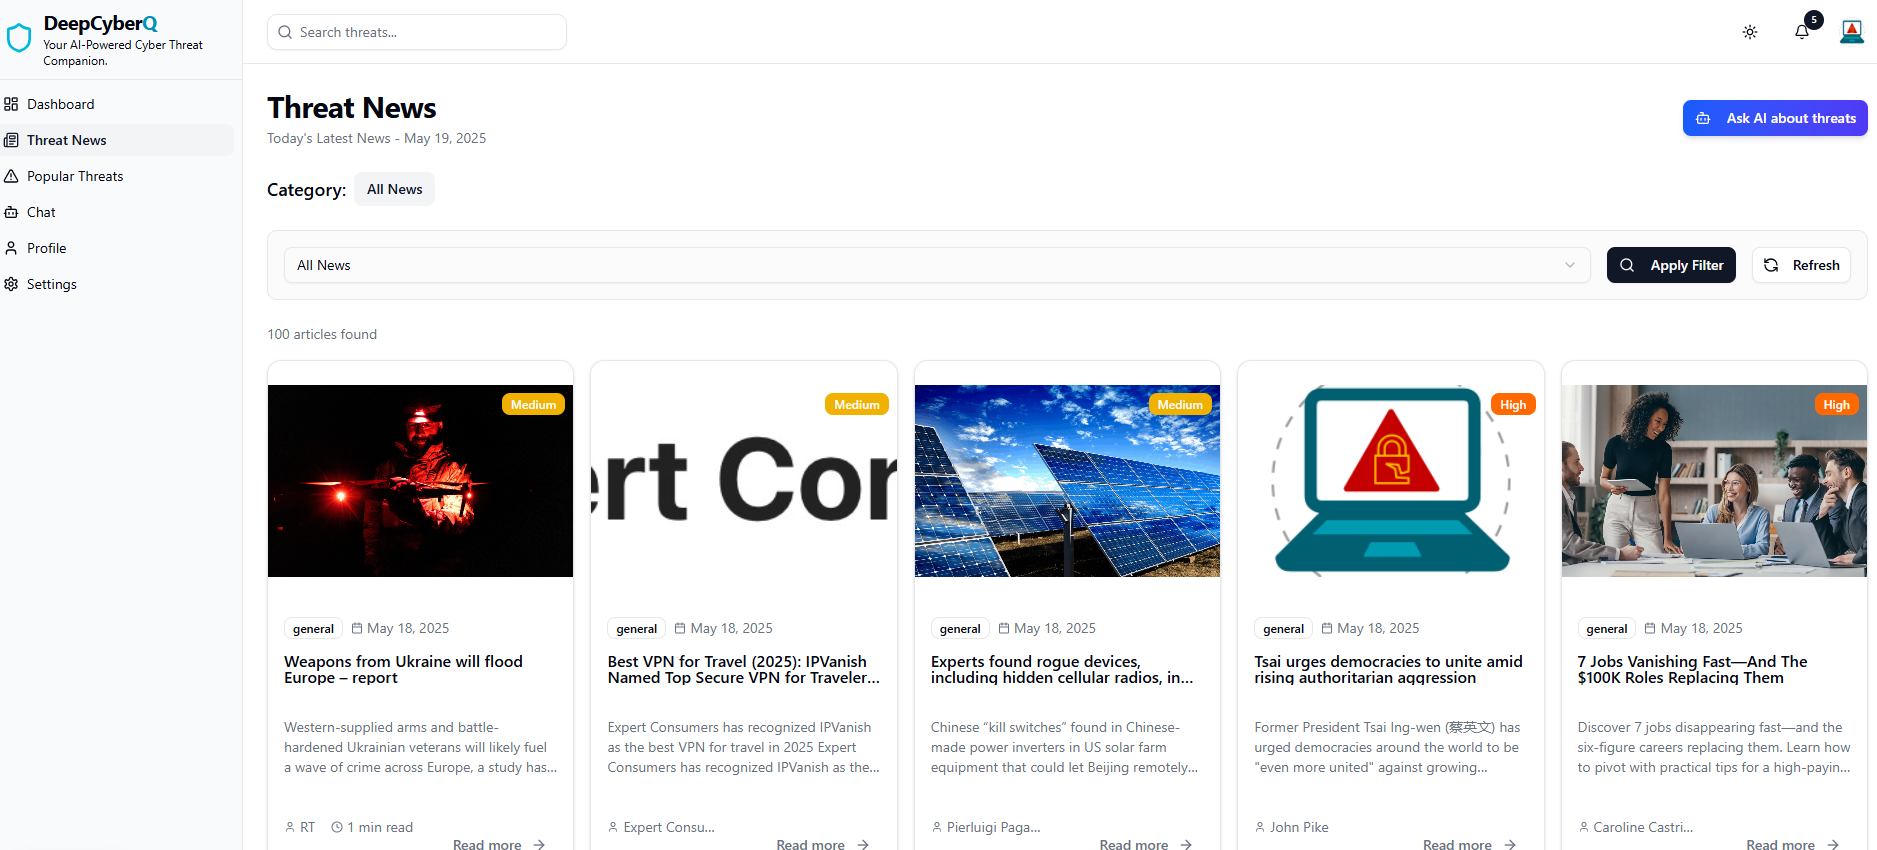 DeepCyberQ
Your AI-Powered Cyber Threat
Companion.
Dashboard
Threat News
Popular Threats
Chat
Profile
Settings
Search threats...
5
Threat News
Today's Latest News - May 19, 2025
Ask AI about threats
Category: All News
All News
Apply Filter
Refresh
100 articles found
Medium
general May 18, 2025
Weapons from Ukraine will flood
Europe – report
Western-supplied arms and battle-
hardened Ukrainian veterans will likely fuel
a wave of crime across Europe, a study has...
RT 1 min read
Read more
Medium
ert Con
general May 18, 2025
Best VPN for Travel (2025): IPVanish
Named Top Secure VPN for Traveler...
Expert Consumers has recognized IPVanish
as the best VPN for travel in 2025 Expert
Consumers has recognized IPVanish as the...
Expert Consu...
Read more
Medium
general May 18, 2025
Experts found rogue devices,
including hidden cellular radios, in...
Chinese “kill switches” found in Chinese-
made power inverters in US solar farm
equipment that could let Beijing remotely...
Pierluigi Paga...
Read more
High
general May 18, 2025
Tsai urges democracies to unite amid
rising authoritarian aggression
Former President Tsai Ing-wen (蔡英文) has
urged democracies around the world to be
"even more united" against growing...
John Pike
Read more
High
general May 18, 2025
7 Jobs Vanishing Fast—And The
$100K Roles Replacing Them
Discover 7 jobs disappearing fast—and the
six-figure careers replacing them. Learn how
to pivot with practical tips for a high-payin...
Caroline Castri...
Read more